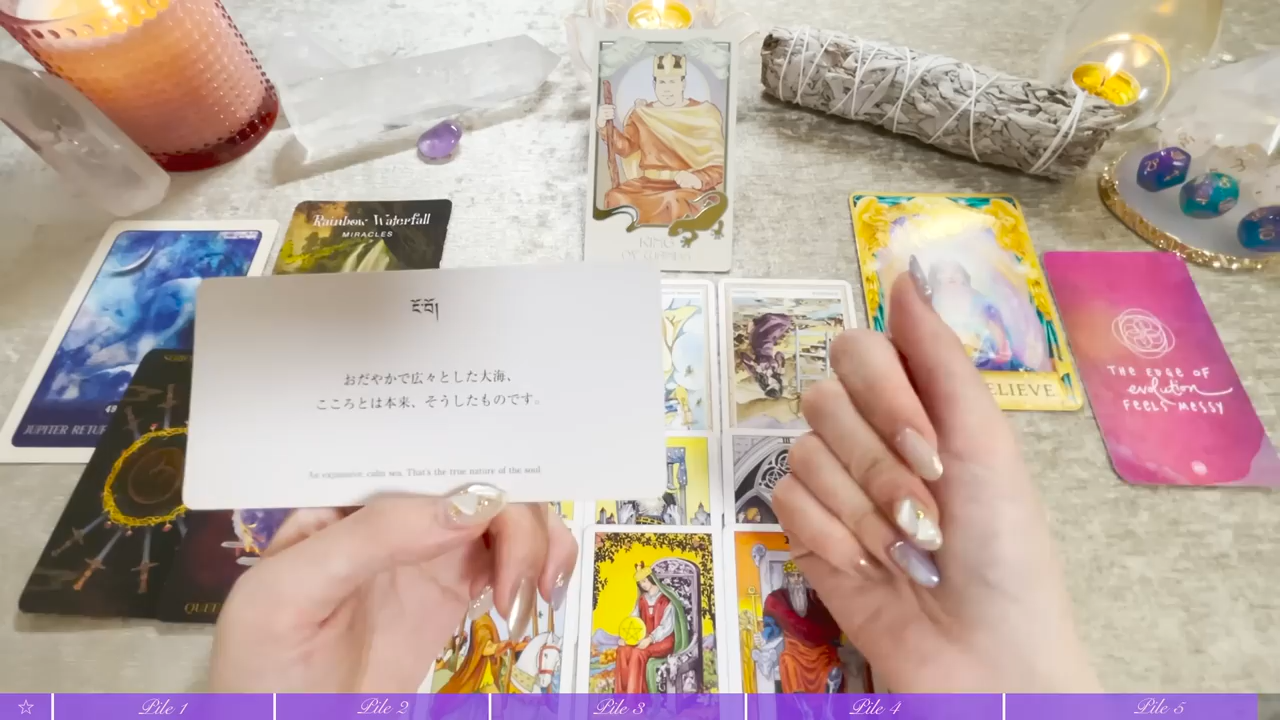 Rainbow Waterfall
MIRACLES
KING
JUPITER RETUR
ང་བོ།
おだやかで広々とした大海、
こころとは本来、そうしたものです。
An expansive calm sea. That's the true nature of the soul
ELIEVE
THE EDGE OF
evolution
FEELS MESSY
☆ Pile 1 Pile 2 Pile 3 Pile 4 Pile 5